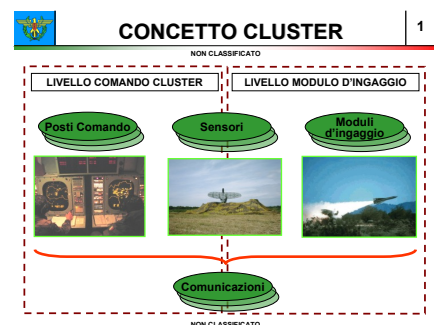 CONCETTO CLUSTER
1
NON CLASSIFICATO
LIVELLO COMANDO CLUSTER
LIVELLO MODULO D'INGAGGIO
Posti Comando
Sensori
Moduli
d'ingaggio
Comunicazioni
NON CLASSIFICATO